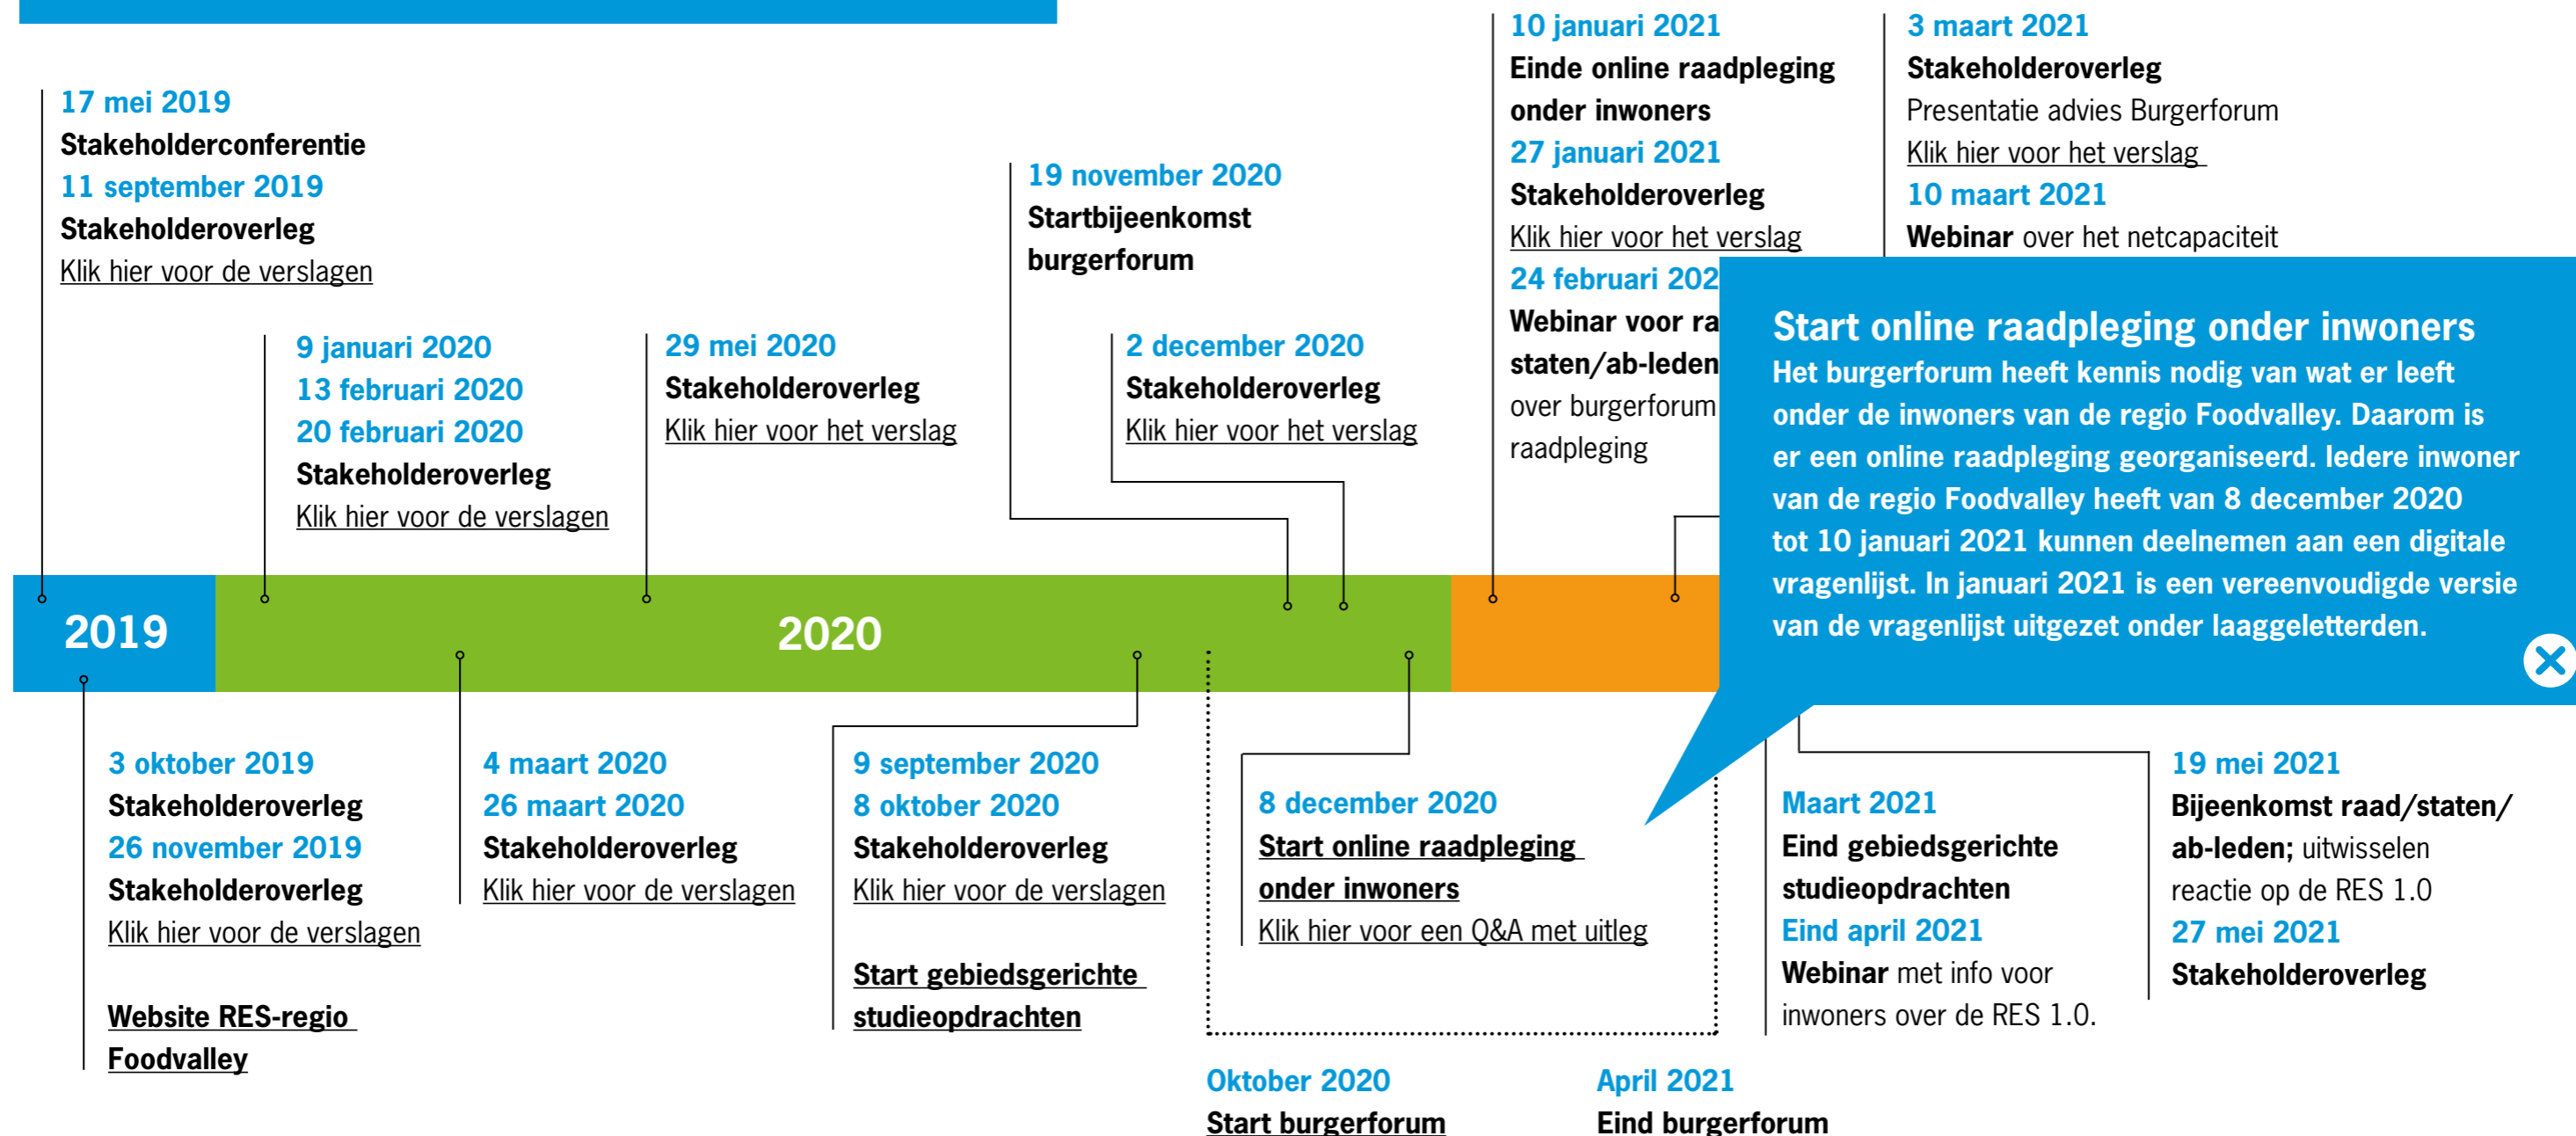 17 mei 2019
Stakeholderconferentie
11 september 2019
Stakeholderoverleg
Klik hier voor de verslagen
9 januari 2020
13 februari 2020
20 februari 2020
Stakeholderoverleg
Klik hier voor de verslagen
29 mei 2020
Stakeholderoverleg
Klik hier voor het verslag
19 november 2020
Startbijeenkomst
burgerforum
2 december 2020
Stakeholderoverleg
Klik hier voor het verslag
10 januari 2021
Einde online raadpleging
onder inwoners
27 januari 2021
Stakeholderoverleg
Klik hier voor het verslag
24 februari 202
Webinar voor ra
staten/ab-leden
over burgerforum
raadpleging
3 maart 2021
Stakeholderoverleg
Presentatie advies Burgerforum
Klik hier voor het verslag
10 maart 2021
Webinar over het netcapaciteit
Start online raadpleging onder inwoners
Het burgerforum heeft kennis nodig van wat er leeft
onder de inwoners van de regio Foodvalley. Daarom is
er een online raadpleging georganiseerd. Iedere inwoner
van de regio Foodvalley heeft van 8 december 2020
tot 10 januari 2021 kunnen deelnemen aan een digitale
vragenlijst. In januari 2021 is een vereenvoudigde versie
van de vragenlijst uitgezet onder laaggeletterden.
2019
2020
3 oktober 2019
Stakeholderoverleg
26 november 2019
Stakeholderoverleg
Klik hier voor de verslagen
Website RES-regio
Foodvalley
4 maart 2020
26 maart 2020
Stakeholderoverleg
Klik hier voor de verslagen
9 september 2020
8 oktober 2020
Stakeholderoverleg
Klik hier voor de verslagen
Start gebiedsgerichte
studieopdrachten
8 december 2020
Start online raadpleging
onder inwoners
Klik hier voor een Q&A met uitleg
Maart 2021
Eind gebiedsgerichte
studieopdrachten
Eind april 2021
Webinar met info voor
inwoners over de RES 1.0.
19 mei 2021
Bijeenkomst raad/staten/
ab-leden; uitwisselen
reactie op de RES 1.0
27 mei 2021
Stakeholderoverleg
Oktober 2020
Start burgerforum
April 2021
Eind burgerforum